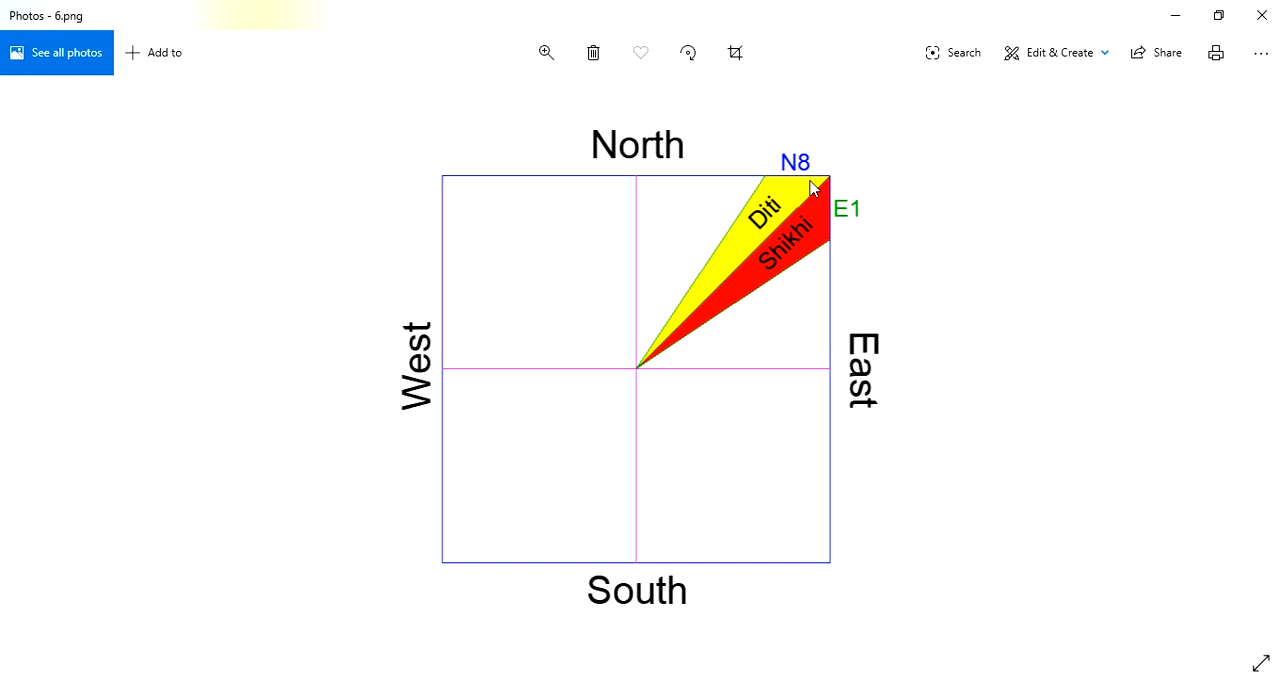 Photos - 6.png
See all photos
Add to
Search
Edit & Create
Share
North
N8
Diti
E1
Shikhi
West
East
South